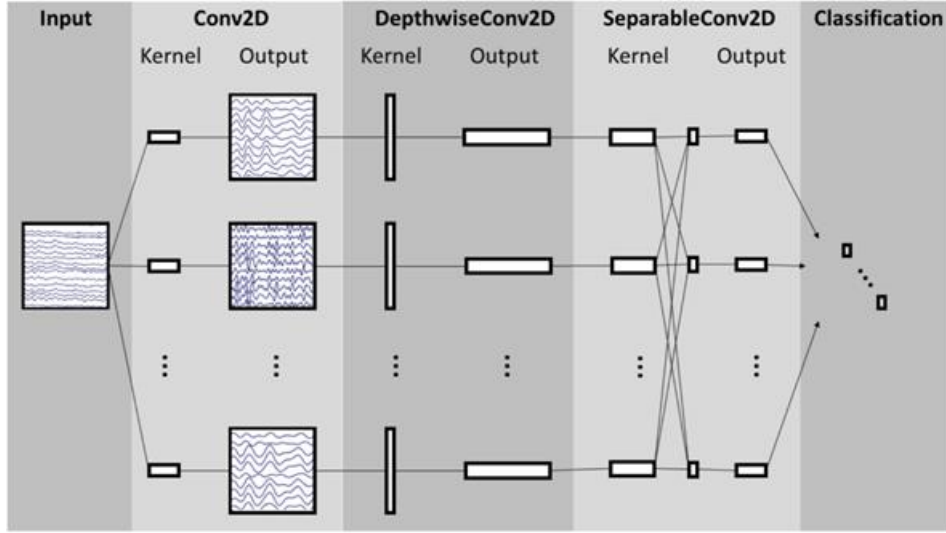 Input Conv2D DepthwiseConv2D SeparableConv2D Classification
Kernel Output Kernel Output Kernel Output